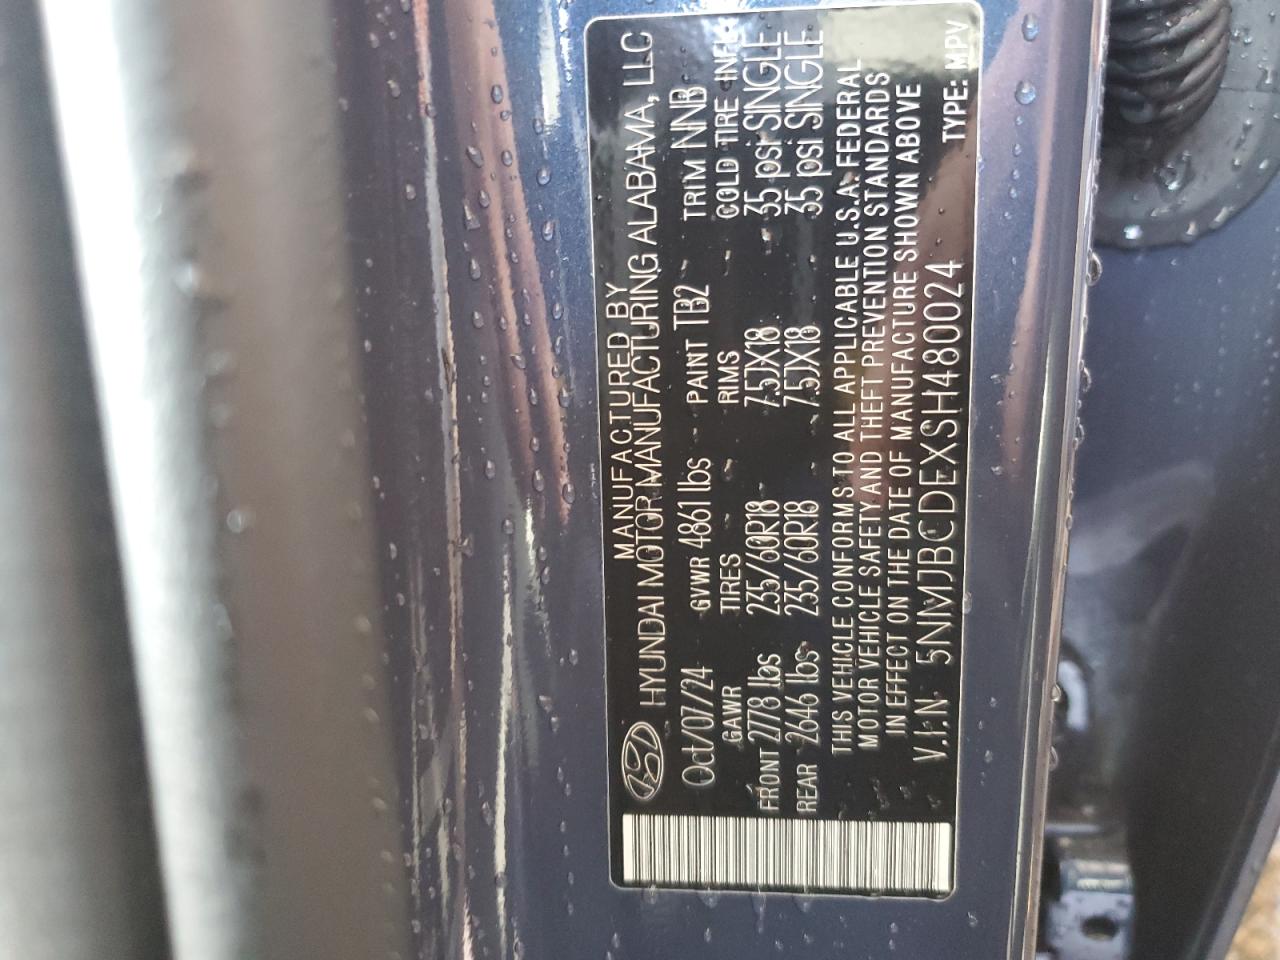 MANUFACTURED BY
HYUNDAI MOTOR MANUFACTURING ALABAMA, LLC
Oct/07/24 GVWR 4861 lbs PAINT TB2 TRIM NNB
GAWR TIRES RIMS COLD TIRE INFL
FRONT 2778 lbs 235/60R18 7.5JX18 35 psi SINGLE
REAR 2646 lbs 235/60R18 7.5JX18 35 psi SINGLE
THIS VEHICLE CONFORMS TO ALL APPLICABLE U.S.A. FEDERAL
MOTOR VEHICLE SAFETY AND THEFT PREVENTION STANDARDS
IN EFFECT ON THE DATE OF MANUFACTURE SHOWN ABOVE
V.I.N 5NMJBCDEXSH480024 TYPE: MPV